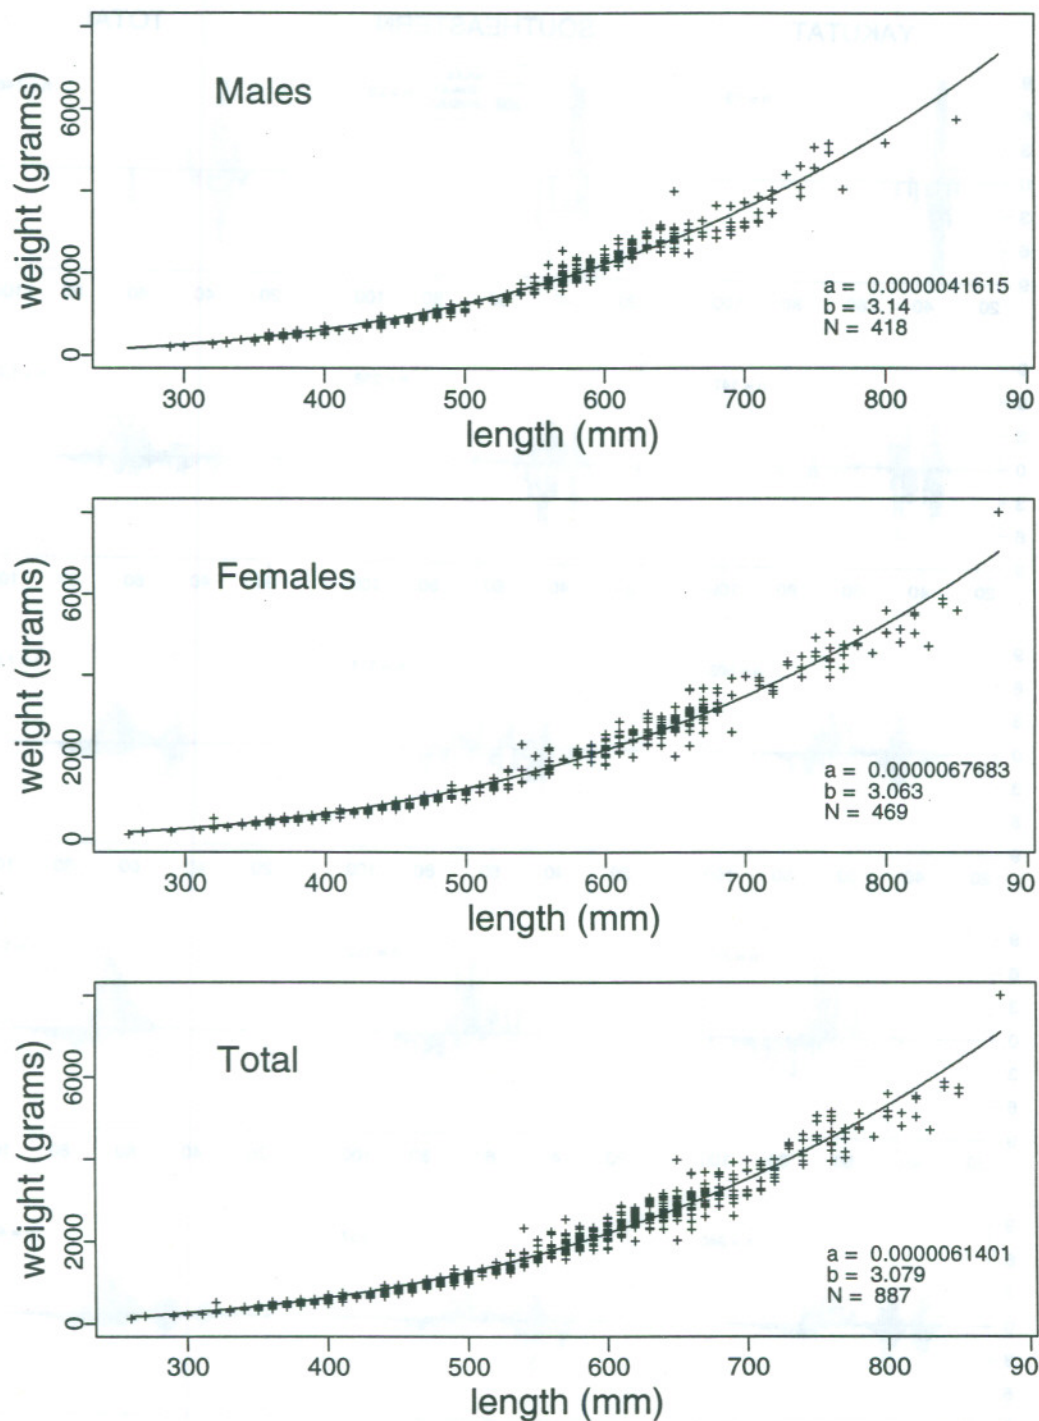 Males
weight (grams)
6000
2000
0
a = 0.0000041615
b = 3.14
N = 418
300 400 500 600 700 800 90
length (mm)
Females
weight (grams)
6000
2000
0
a = 0.0000067683
b = 3.063
N = 469
300 400 500 600 700 800 90
length (mm)
Total
weight (grams)
6000
2000
0
a = 0.0000061401
b = 3.079
N = 887
300 400 500 600 700 800 90
length (mm)